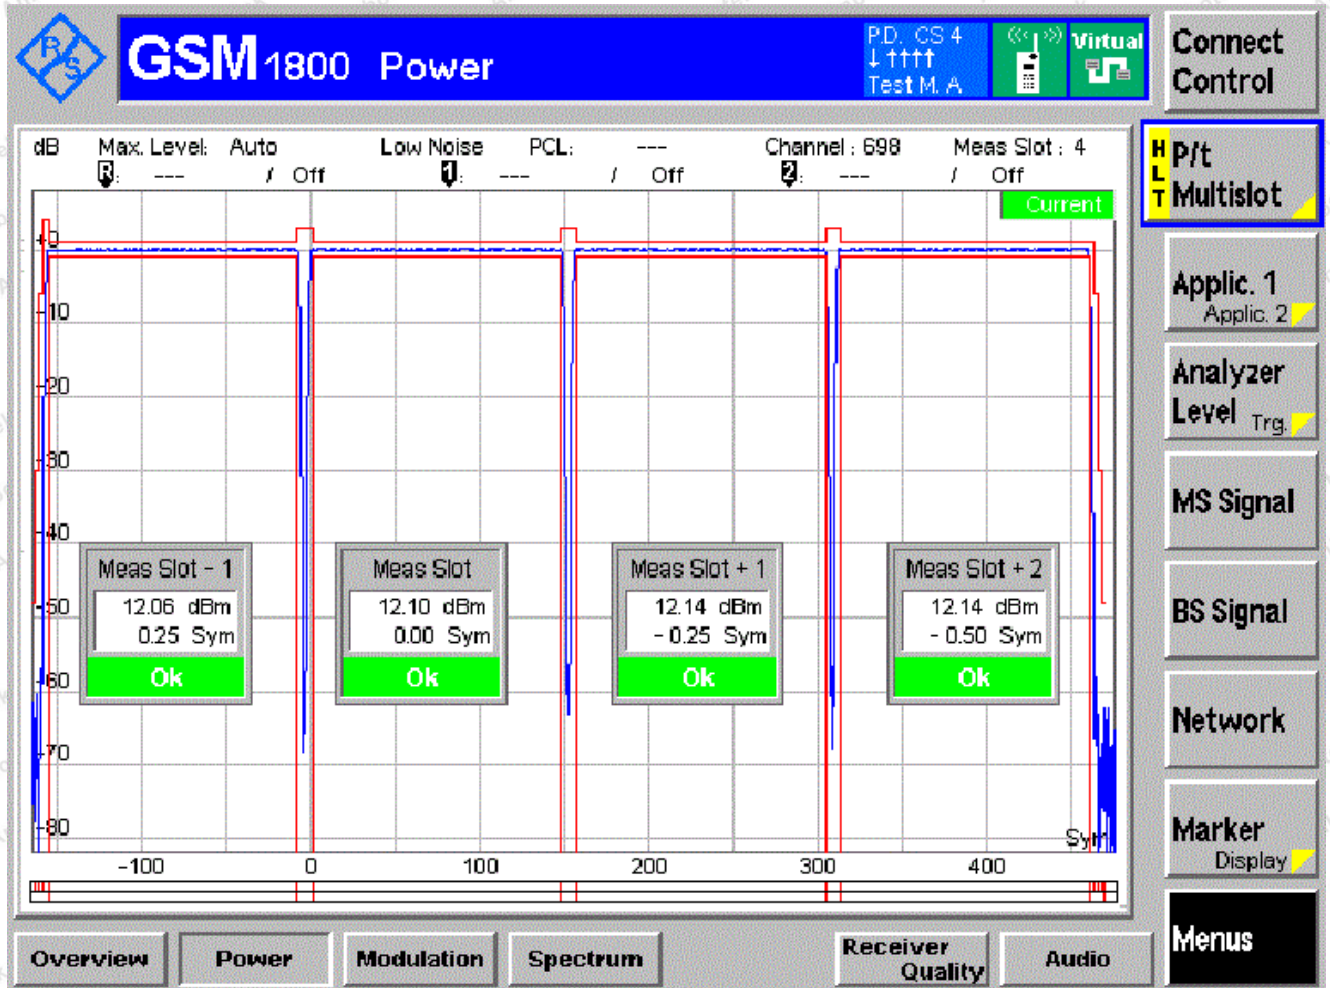 R&S
GSM 1800 Power
P.D. CS 4
↓ ↑↑↑↑
Test M. A.
Virtual
Connect
Control
dB Max. Level: Auto Low Noise PCL: --- Channel : 698 Meas Slot : 4
R : --- / Off 1 : --- / Off 2 : --- / Off
HLT
P/t
Multislot
Current
+0
-10
-20
-30
-40
-50
-60
-70
-80
Meas Slot - 1
12.06 dBm
0.25 Sym
Ok
Meas Slot
12.10 dBm
0.00 Sym
Ok
Meas Slot + 1
12.14 dBm
- 0.25 Sym
Ok
Meas Slot + 2
12.14 dBm
- 0.50 Sym
Ok
Sym
-100 0 100 200 300 400
Applic. 1
Applic. 2
Analyzer
Level Trg.
MS Signal
BS Signal
Network
Marker
Display
Menus
Overview Power Modulation Spectrum Receiver Quality Audio